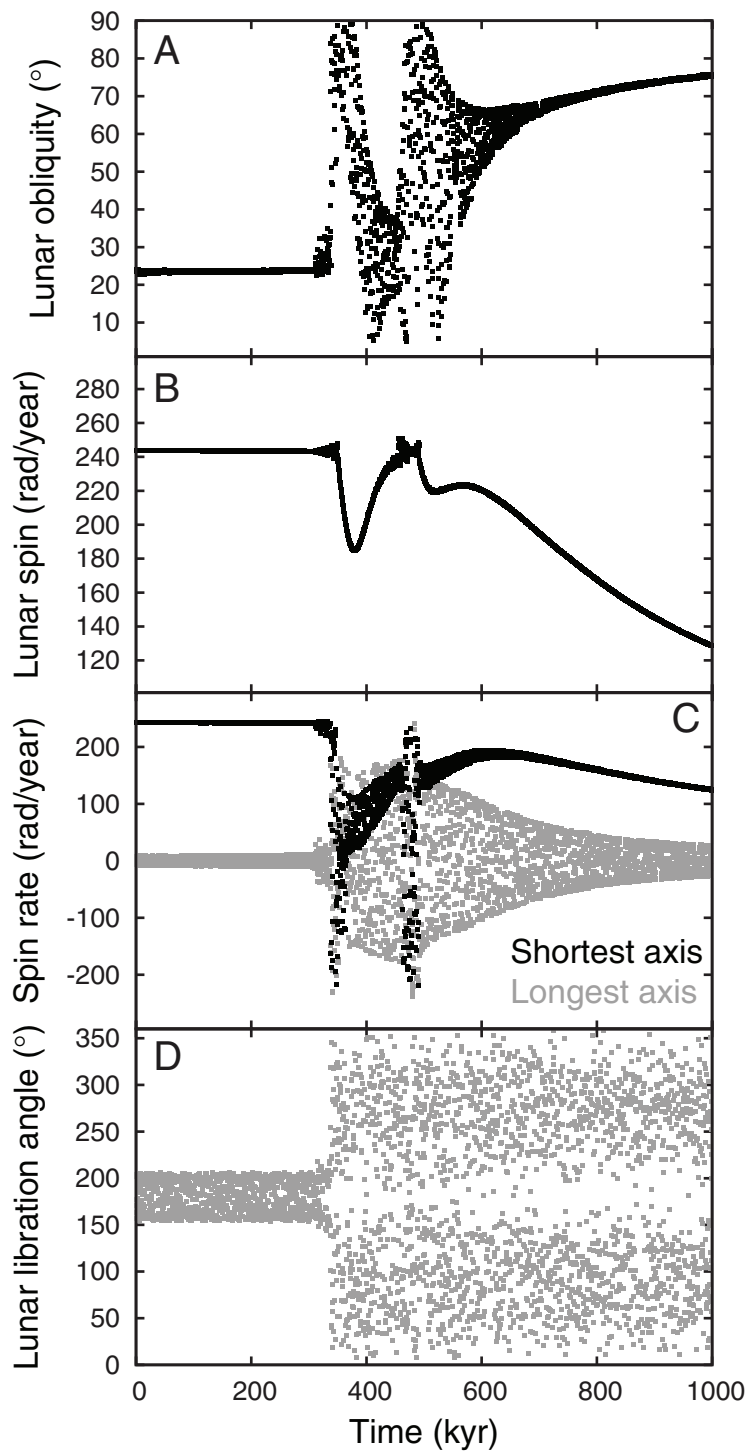 A
Lunar obliquity (°)
90
80
70
60
50
40
30
20
10
B
Lunar spin (rad/year)
280
260
240
220
200
180
160
140
120
C
Spin rate (rad/year)
200
100
0
-100
-200
Shortest axis
Longest axis
D
Lunar libration angle (°)
350
300
250
200
150
100
50
0
0 200 400 600 800 1000
Time (kyr)